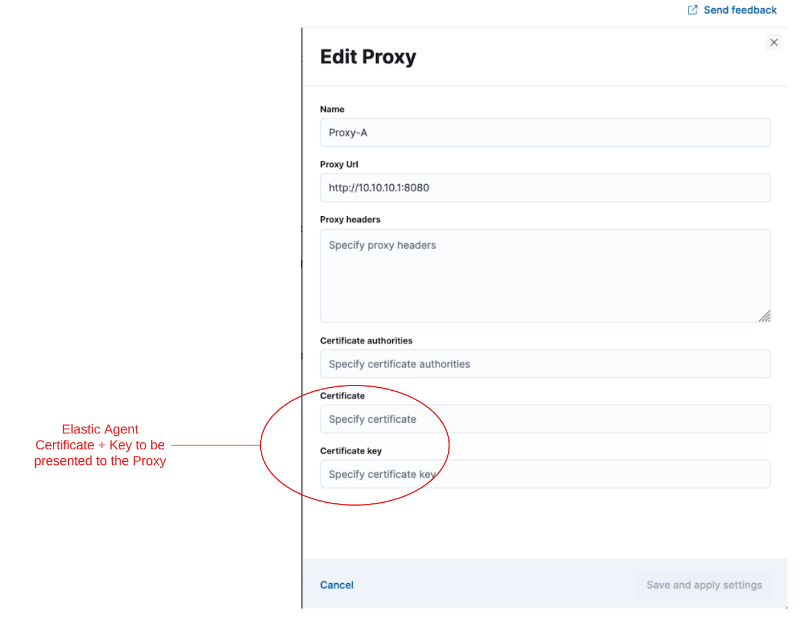 Send feedback
Edit Proxy
Name
Proxy-A
Proxy Url
http://10.10.10.1:8080
Proxy headers
Specify proxy headers
Certificate authorities
Specify certificate authorities
Certificate
Specify certificate
Certificate key
Specify certificate key
Elastic Agent
Certificate + Key to be
presented to the Proxy
Cancel
Save and apply settings